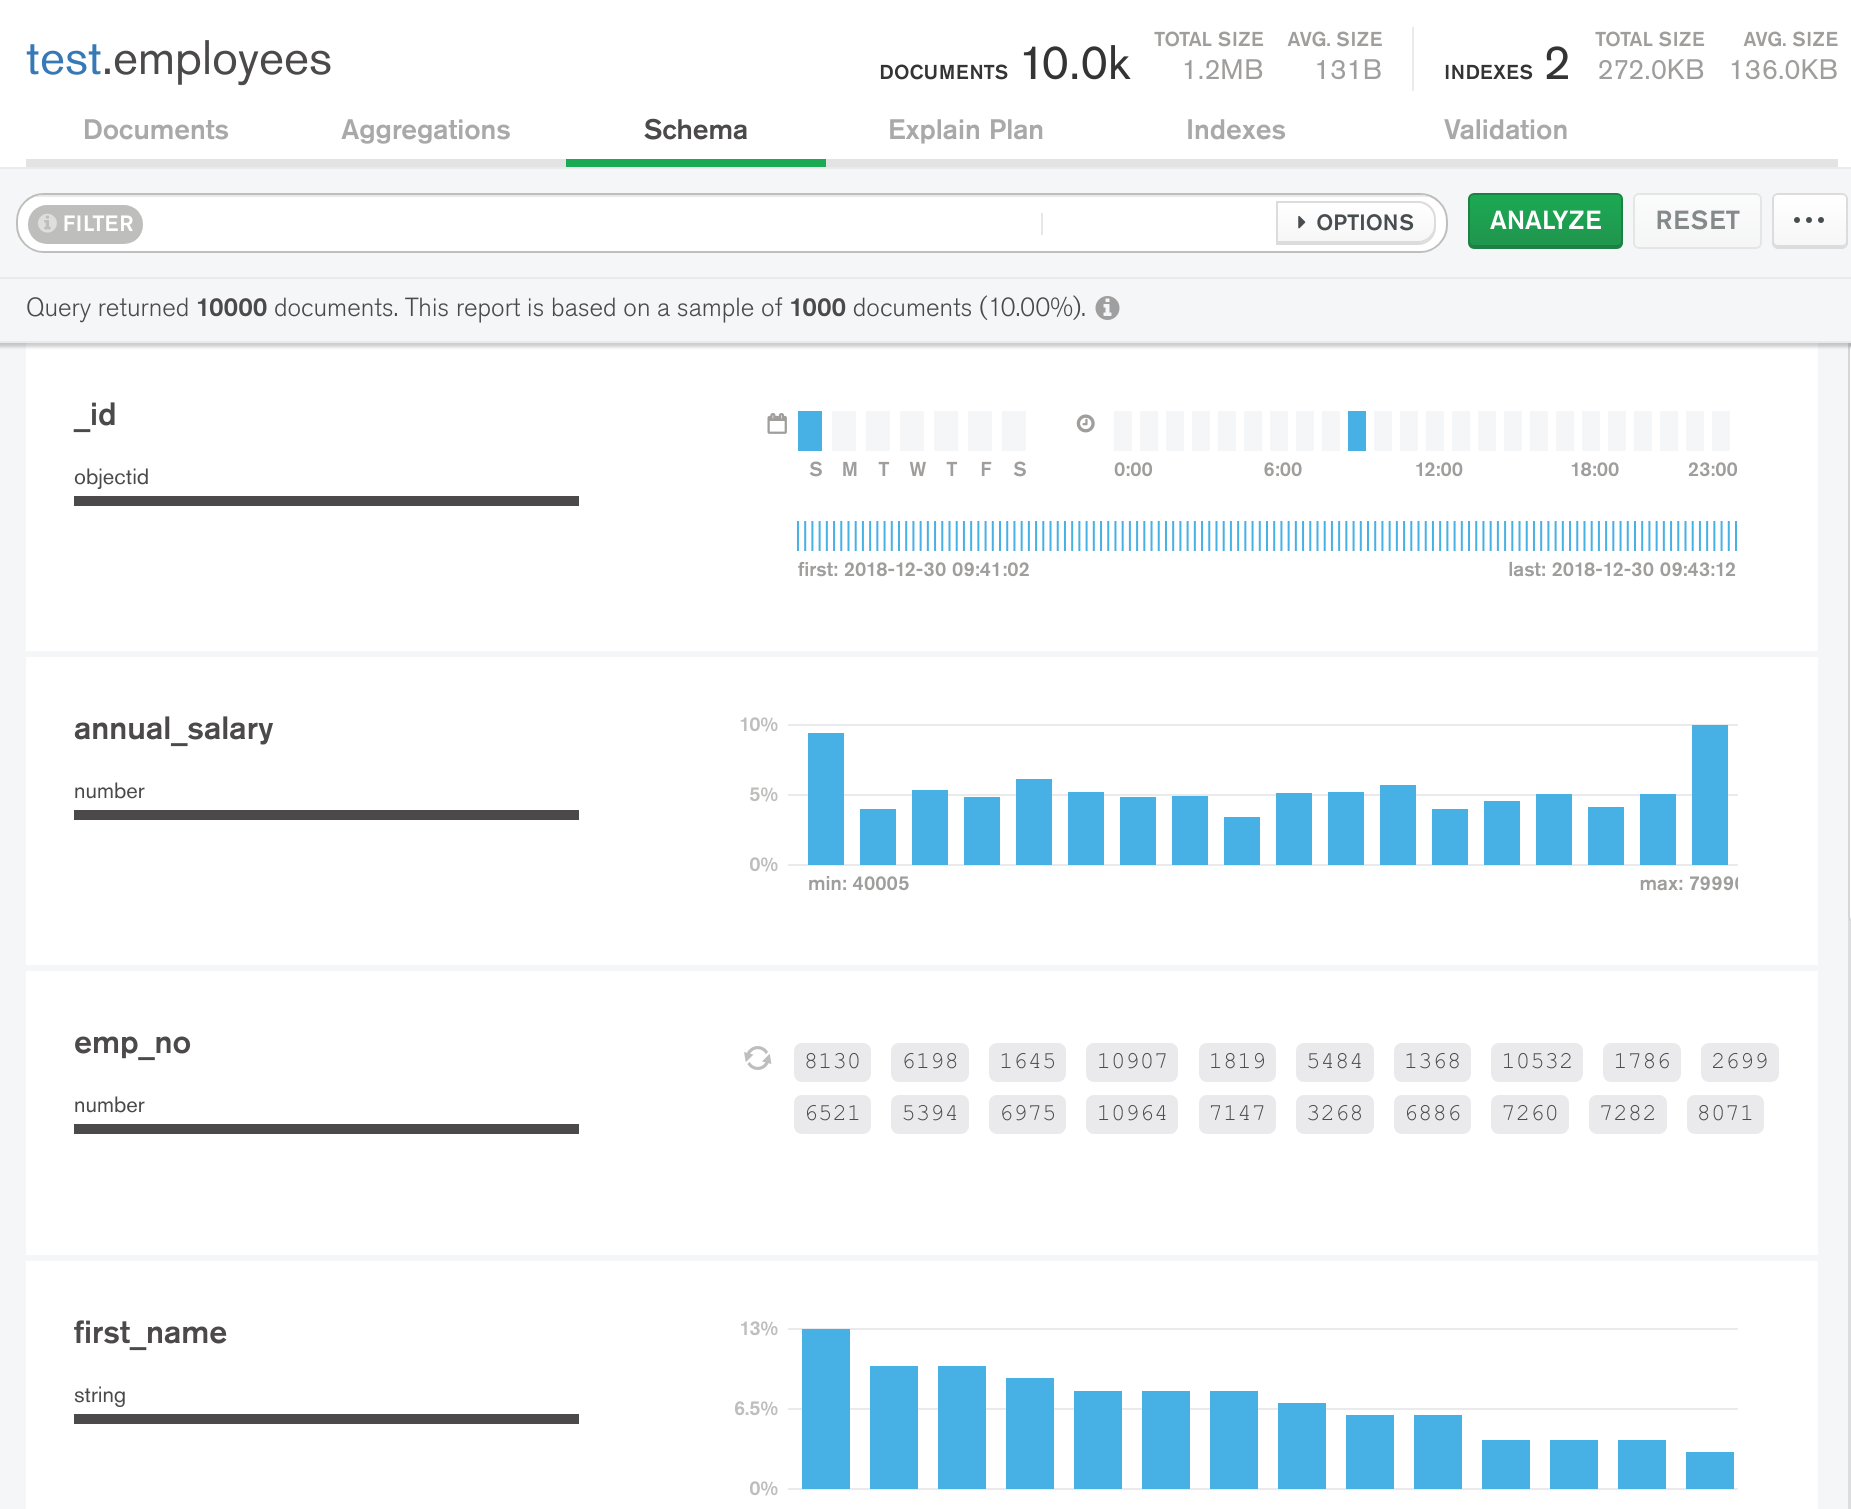 test.employees
DOCUMENTS 10.0k TOTAL SIZE 1.2MB AVG. SIZE 131B INDEXES 2 TOTAL SIZE 272.0KB AVG. SIZE 136.0KB
Documents Aggregations Schema Explain Plan Indexes Validation
FILTER OPTIONS ANALYZE RESET ...
Query returned 10000 documents. This report is based on a sample of 1000 documents (10.00%).
_id
objectid
S M T W T F S 0:00 6:00 12:00 18:00 23:00
first: 2018-12-30 09:41:02 last: 2018-12-30 09:43:12
annual_salary
number
10%
5%
0%
min: 40005 max: 7999
emp_no
number
8130 6198 1645 10907 1819 5484 1368 10532 1786 2699
6521 5394 6975 10964 7147 3268 6886 7260 7282 8071
first_name
string
13%
6.5%
0%